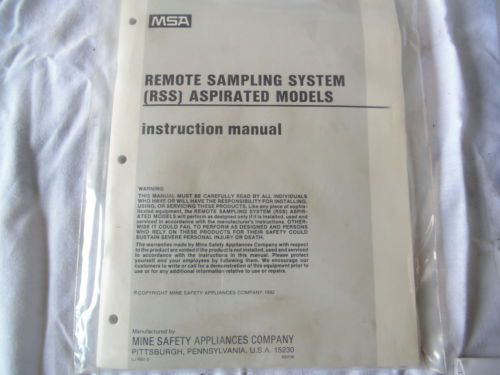 MSA
REMOTE SAMPLING SYSTEM
(RSS) ASPIRATED MODELS
instruction manual
WARNING
THIS MANUAL MUST BE CAREFULLY READ BY ALL INDIVIDUALS
WHO HAVE OR WILL HAVE THE RESPONSIBILITY FOR INSTALLING,
USING, OR SERVICING THESE PRODUCTS. Like any piece of sophis-
ticated equipment, the REMOTE SAMPLING SYSTEM (RSS) ASPIR-
ATED MODELS will perform as designed only if it is installed, used and
serviced in accordance with the manufacturer's instructions. OTHER-
WISE IT COULD FAIL TO PERFORM AS DESIGNED AND PERSONS
WHO RELY ON THESE PRODUCTS FOR THEIR SAFETY COULD
SUSTAIN SEVERE PERSONAL INJURY OR DEATH.
The warranties made by Mine Safety Appliances Company with respect
to the product are voided if the product is not installed, used and serviced
in accordance with the instructions in this manual. Please protect
yourself and your employees by following them. We encourage our
customers to write or call for a demonstration of this equipment prior to
use or for any additional information relative to use or repairs.
COPYRIGHT MINE SAFETY APPLIANCES COMPANY
Manufactured by
MINE SAFETY APPLIANCES COMPANY
PITTSBURGH, PENNSYLVANIA, U.S.A. 15230